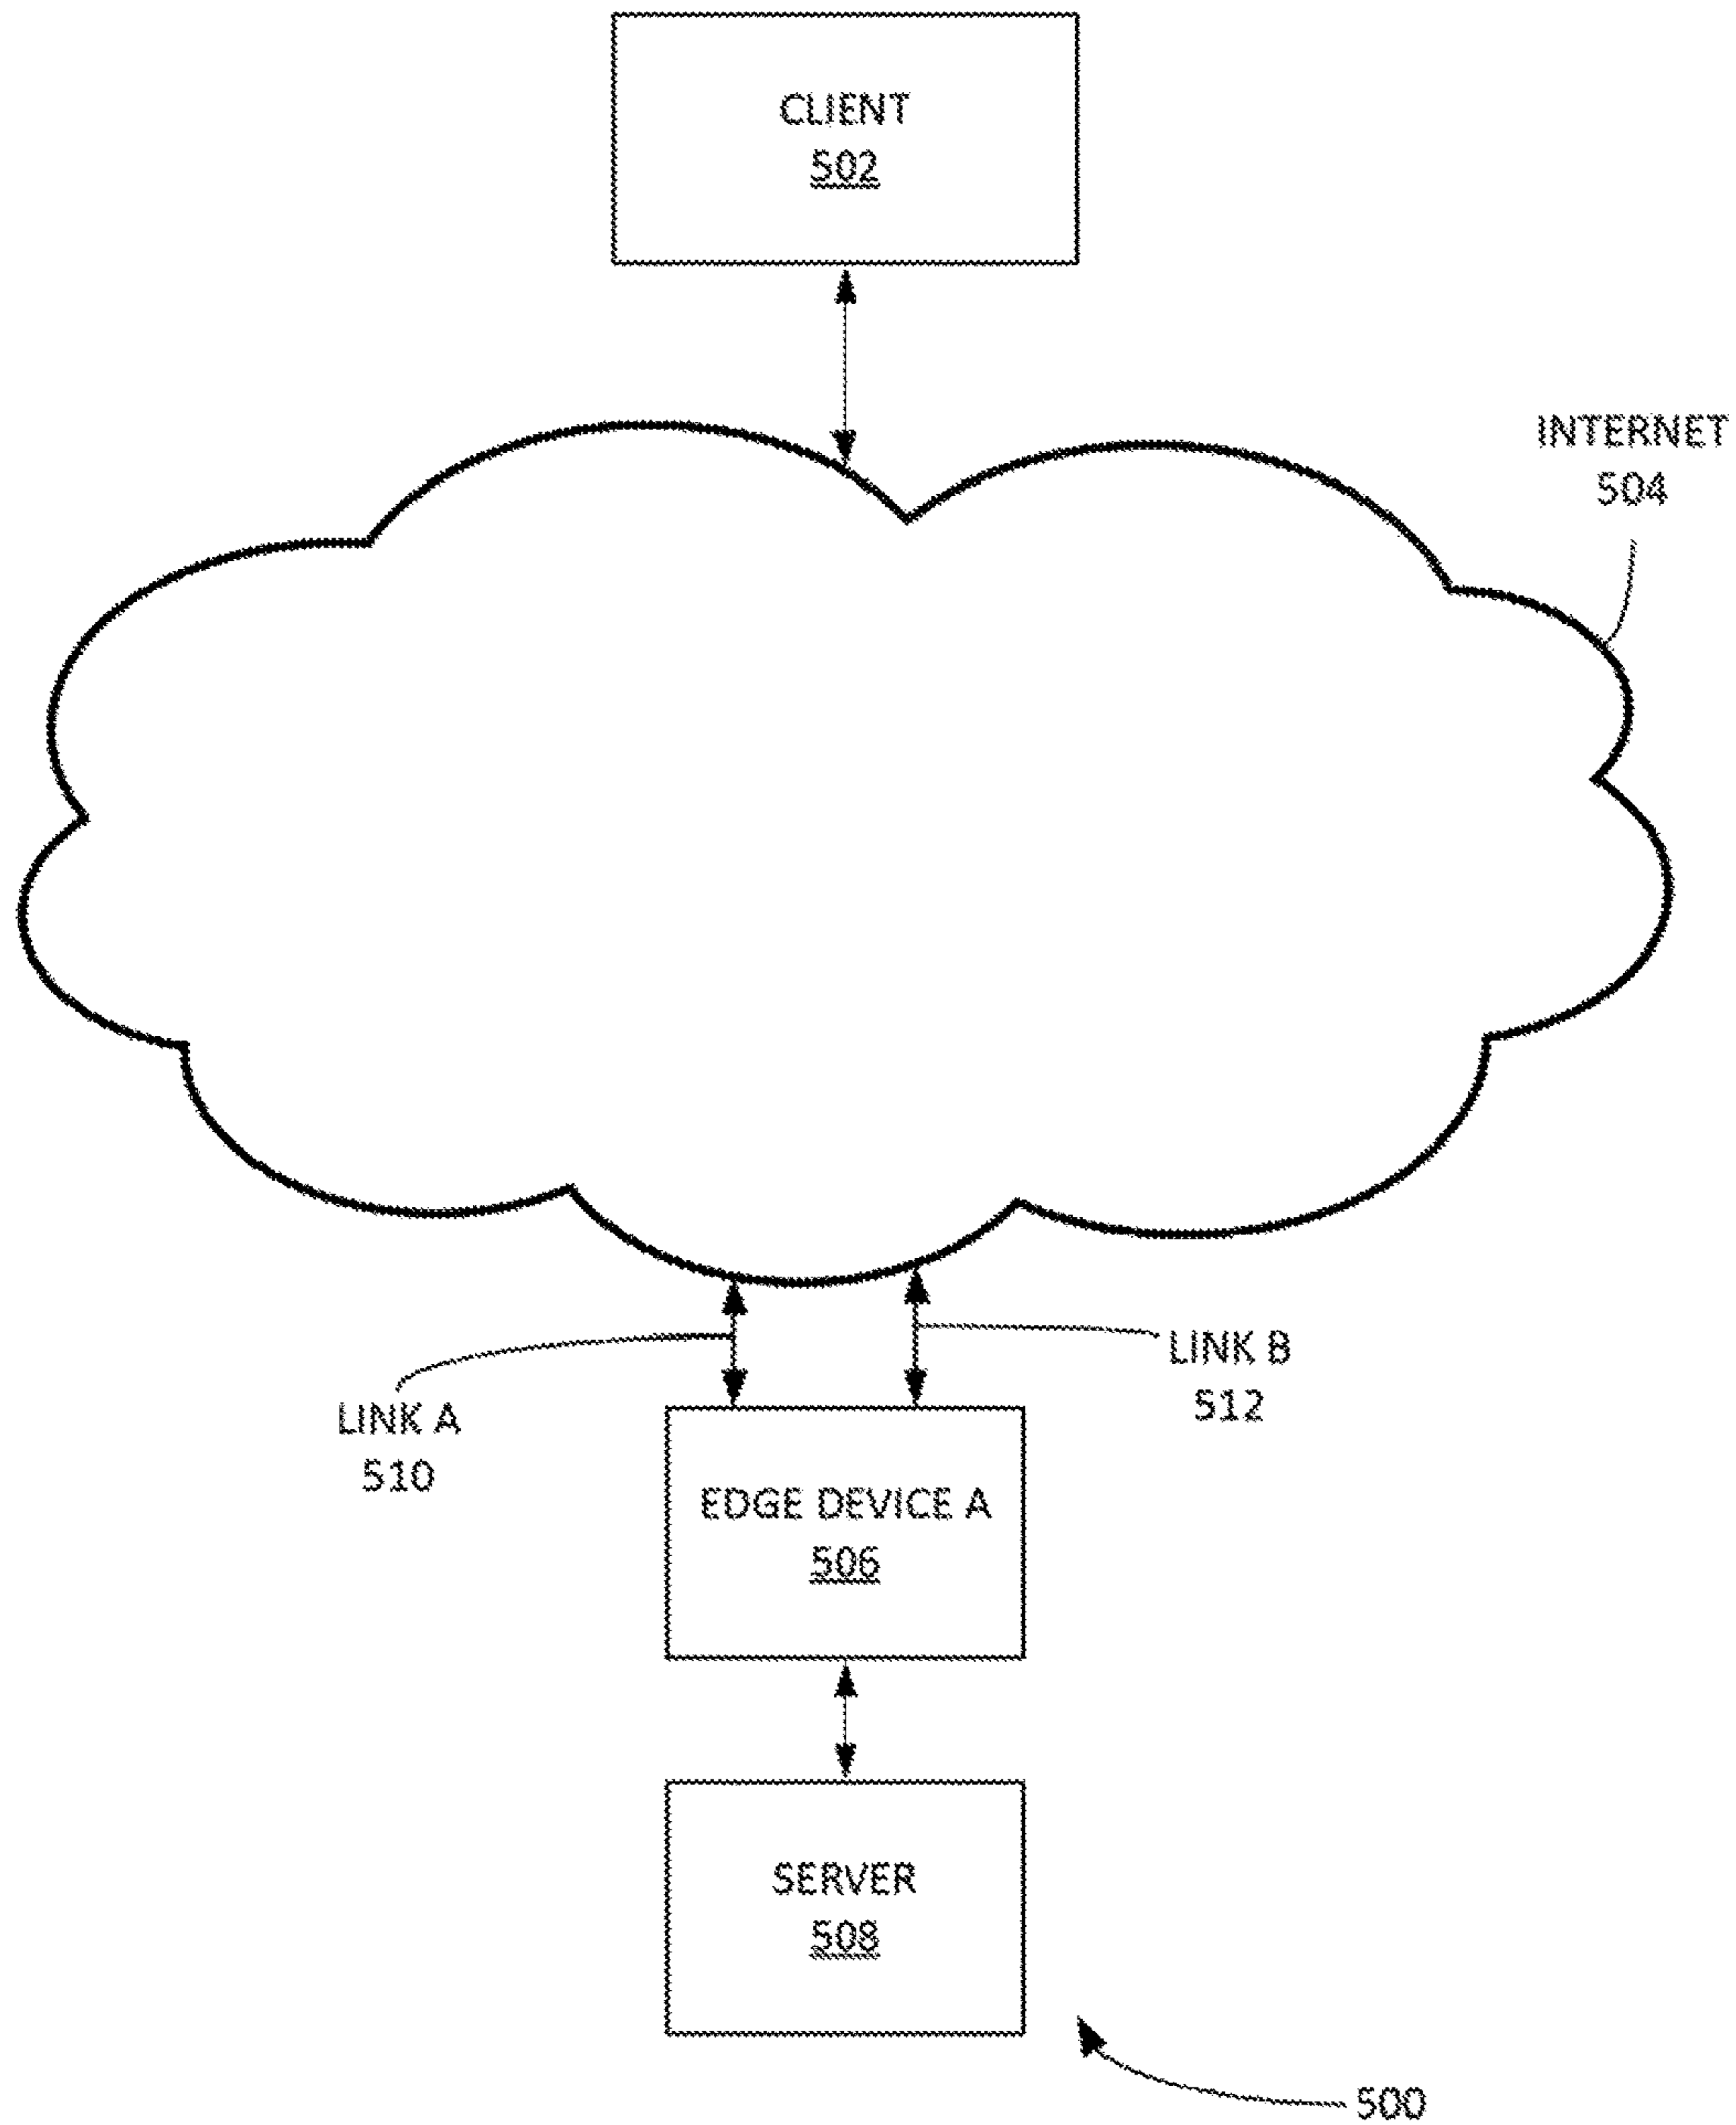 CLIENT
502
INTERNET
504
LINK A
510
LINK B
512
EDGE DEVICE A
506
SERVER
508
500